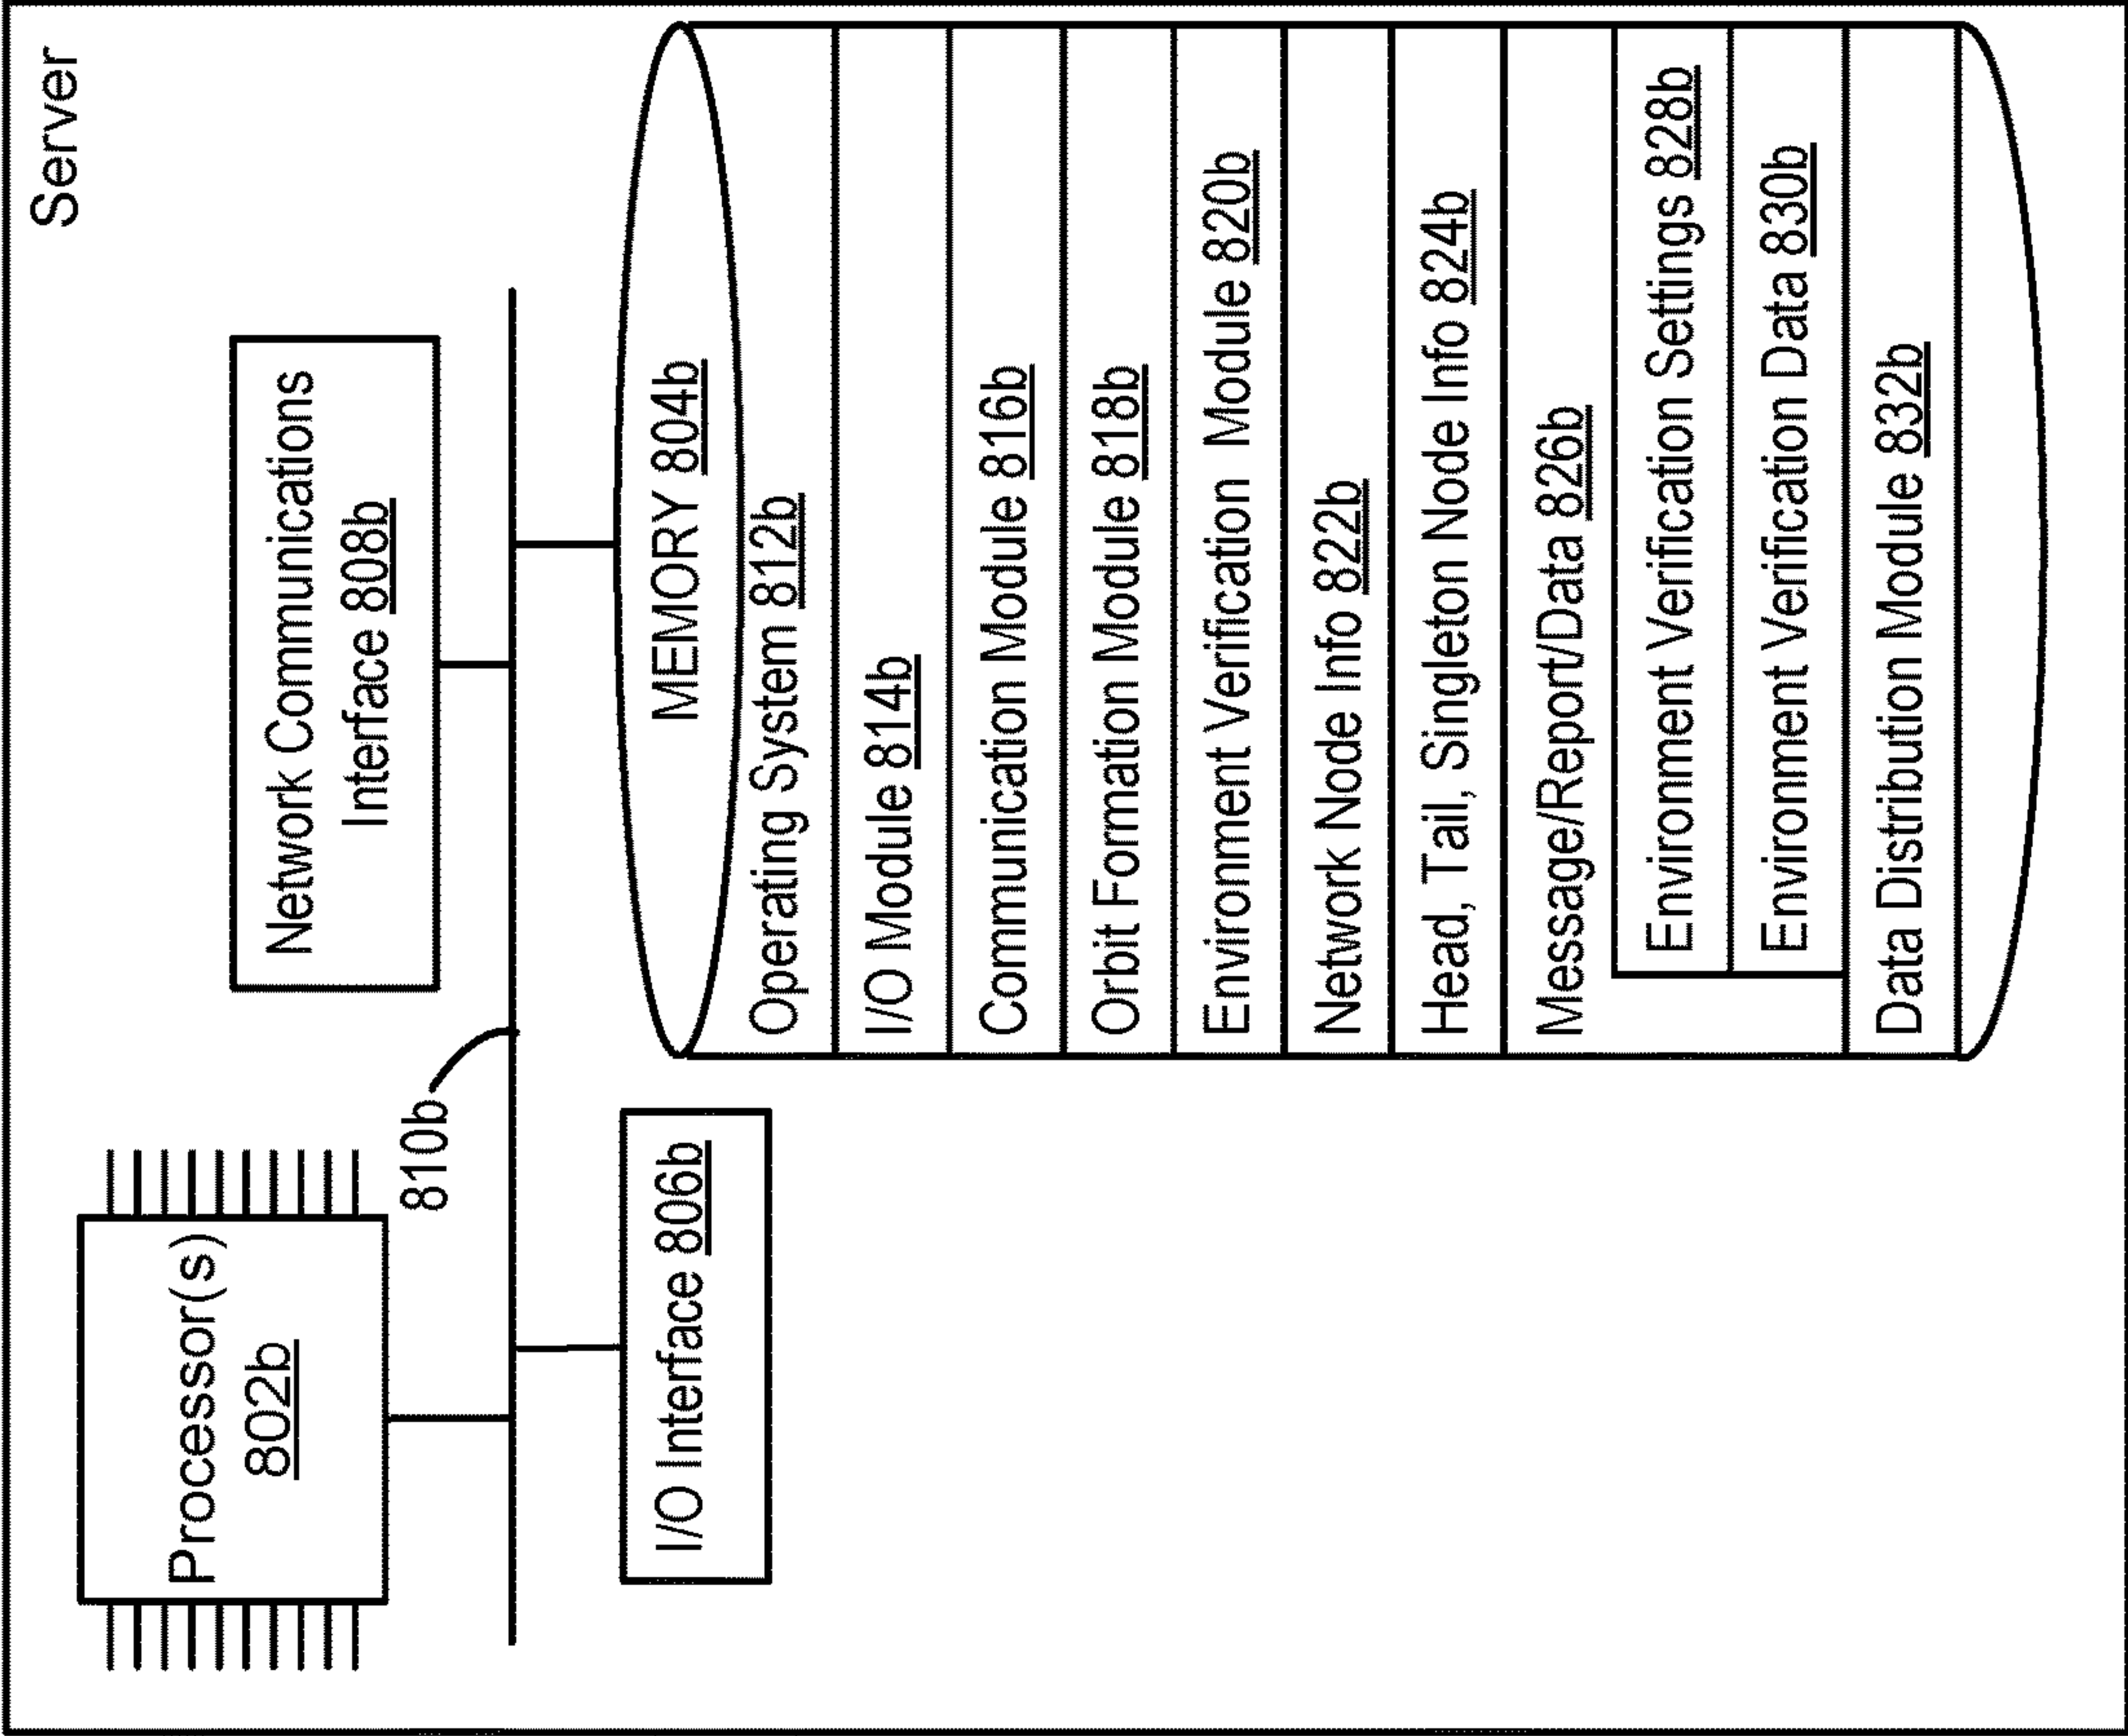 Server
Processor(s)
802b
Network Communications
Interface 808b
810b
I/O Interface 806b
MEMORY 804b
Operating System 812b
I/O Module 814b
Communication Module 816b
Orbit Formation Module 818b
Environment Verification Module 820b
Network Node Info 822b
Head, Tail, Singleton Node Info 824b
Message/Report/Data 826b
Environment Verification Settings 828b
Environment Verification Data 830b
Data Distribution Module 832b